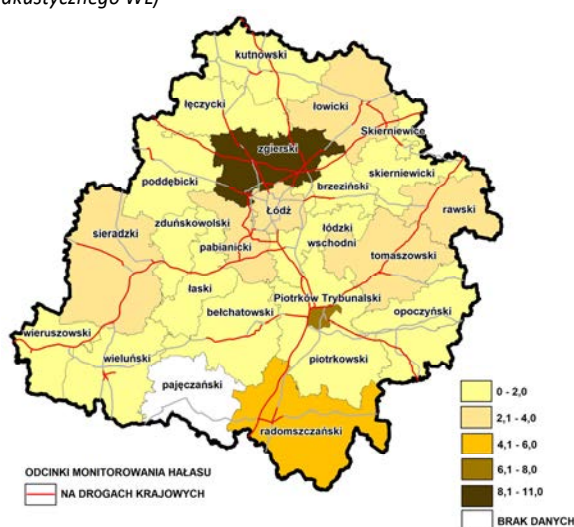 akustycznego WE)
kutnowski
łowicki
łęczycki
Skierniewice
zgierski
skierniewicki
poddębicki
brzeziński
rawski
Łódź
zduńskowolski
łódzki
wschodni
sieradzki
pabianicki
tomaszowski
łaski
Piotrków Trybunalski
bełchatowski
opoczyński
wieruszowski
wieluński
piotrkowski
pajęczański
radomszczański
0 - 2,0
2,1 - 4,0
4,1 - 6,0
6,1 - 8,0
8,1 - 11,0
BRAK DANYCH
ODCINKI MONITOROWANIA HAŁASU
NA DROGACH KRAJOWYCH